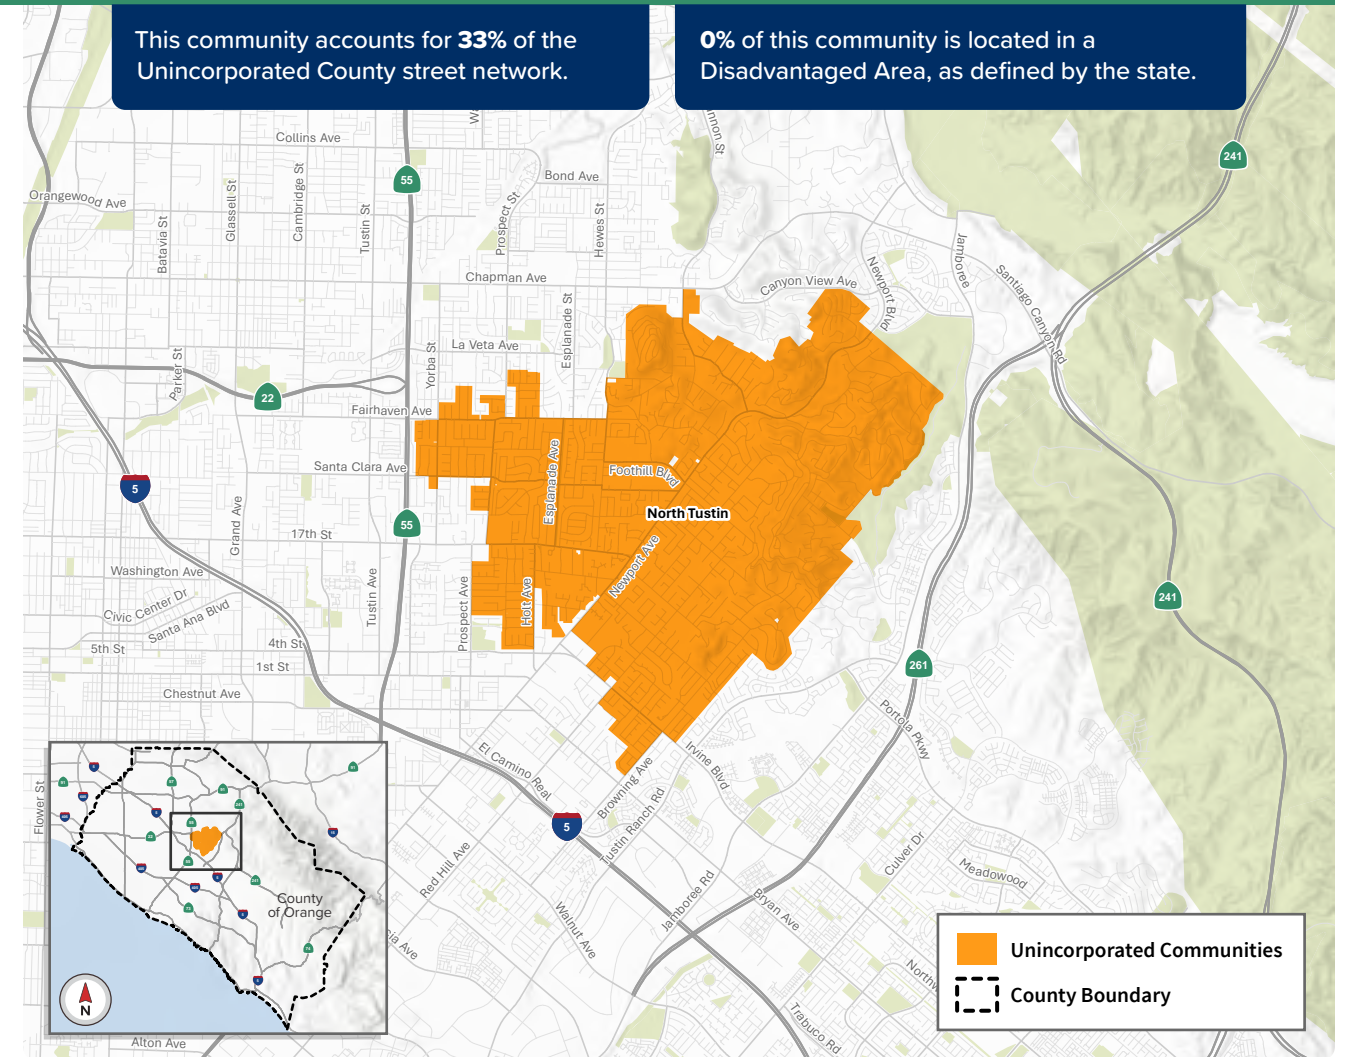 This community accounts for 33% of the
Unincorporated County street network.
0% of this community is located in a
Disadvantaged Area, as defined by the state.
Collins Ave
Orangewood Ave
Batavia St
Glassell St
Cambridge St
Tustin St
55
Prospect St
Bond Ave
Hewes St
241
Chapman Ave
Canyon View Ave
Newport Blvd
Jamboree
Santiago Canyon Rd
Esplanade St
La Veta Ave
Yorba St
Parker St
22
Fairhaven Ave
Santa Clara Ave
Foothill Blvd
Esplanade Ave
North Tustin
5
55
Grand Ave
17th St
Washington Ave
Civic Center Dr
Santa Ana Blvd
5th St
4th St
1st St
Chestnut Ave
Tustin Ave
Prospect Ave
Holt Ave
Newport Ave
241
261
Portola Pkwy
El Camino Real
Irvine Blvd
Browning Ave
Tustin Ranch Rd
5
Red Hill Ave
Walnut Ave
Jamboree Rd
Bryan Ave
Culver Dr
Meadowood
Trabuco Rd
Flower St
Alton Ave
County
of Orange
N
Unincorporated Communities
County Boundary